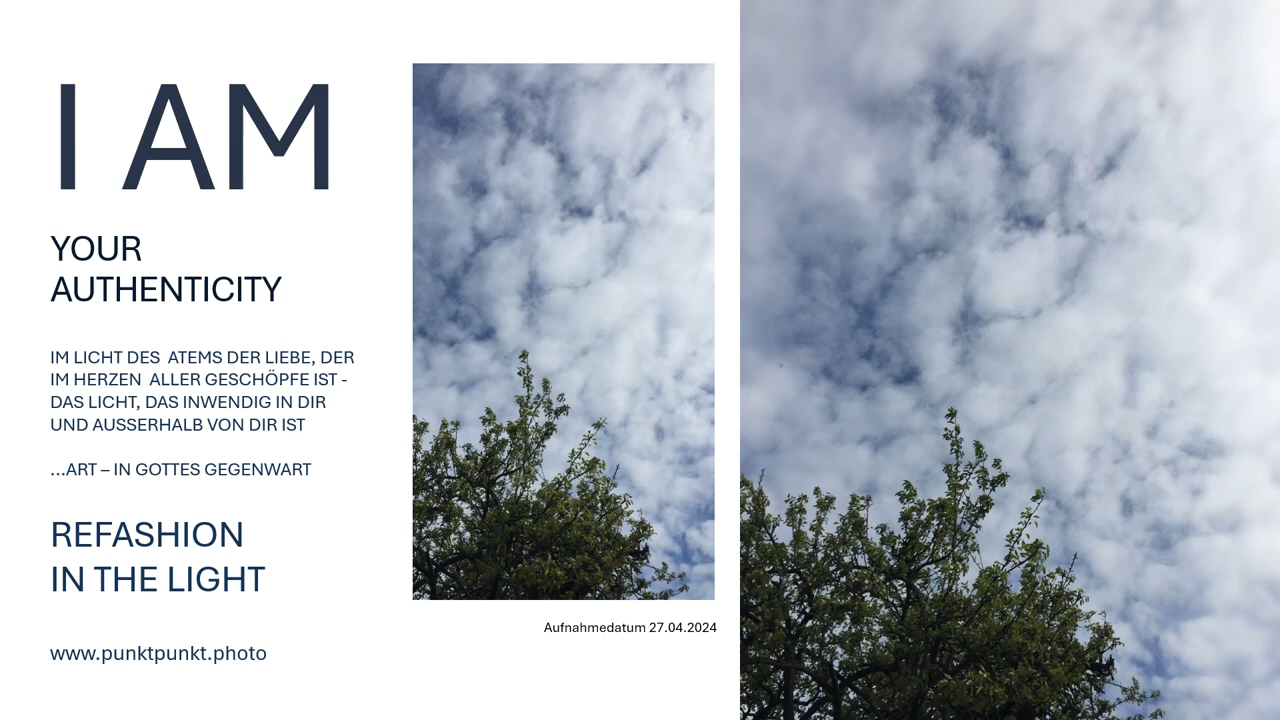 I AM
YOUR
AUTHENTICITY
IM LICHT DES  ATEMS DER LIEBE, DER
IM HERZEN  ALLER GESCHÖPFE IST -
DAS LICHT, DAS INWENDIG IN DIR
UND AUSSERHALB VON DIR IST
...ART – IN GOTTES GEGENWART
REFASHION
IN THE LIGHT
www.punktpunkt.photo
Aufnahmedatum 27.04.2024